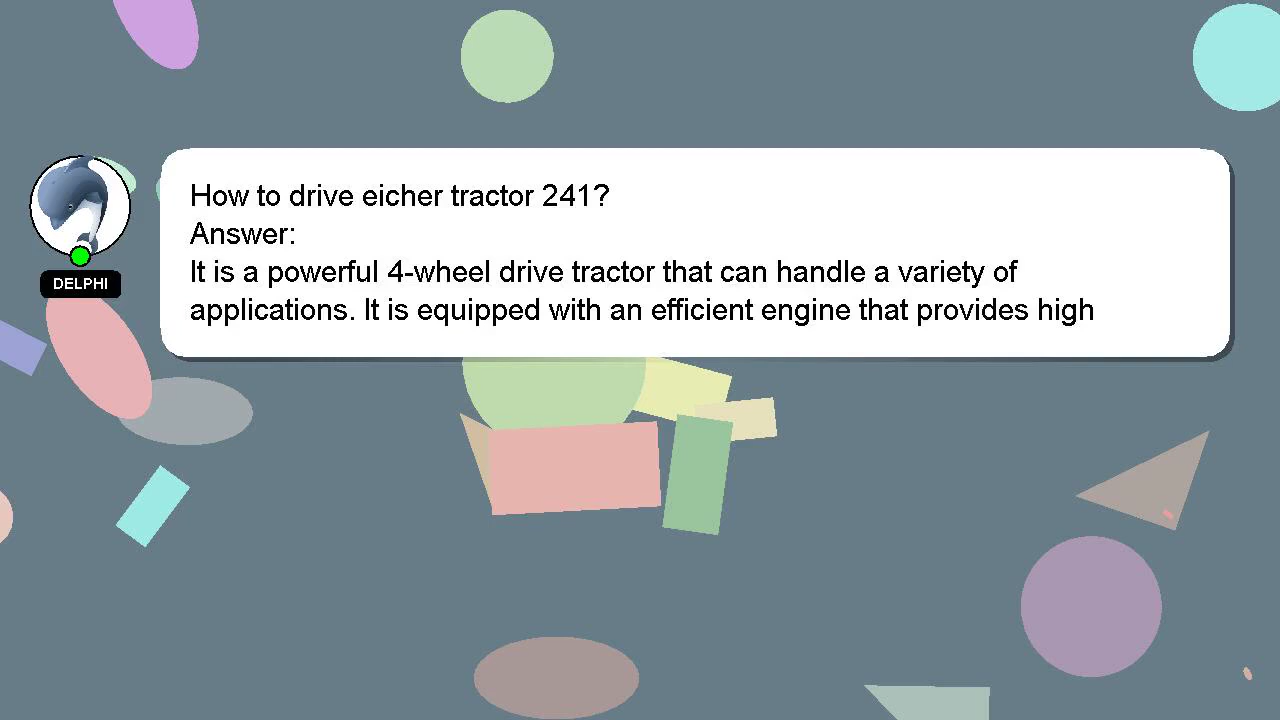 How to drive eicher tractor 241?
Answer:
It is a powerful 4-wheel drive tractor that can handle a variety of
applications. It is equipped with an efficient engine that provides high
DELPHI